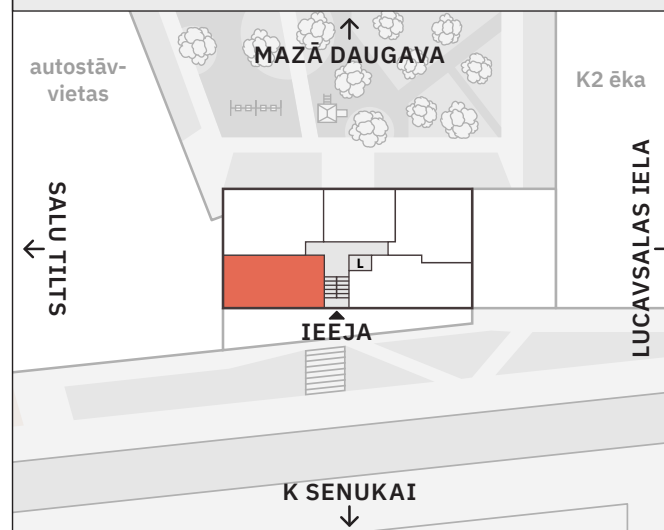 MAZĀ DAUGAVA
autostāv-
vietas
K2 ēka
SALU TILTS
LUCAVSALAS IELA
L
IEEJA
K SENUKAI